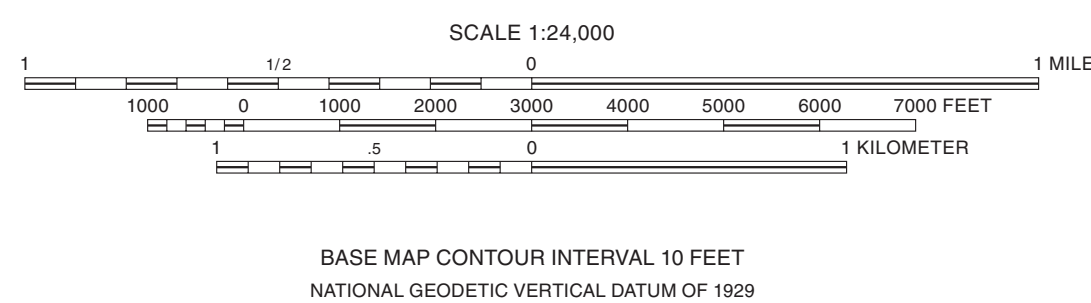 SCALE 1:24,000
1 1/2 0 1 MILE
1000 0 1000 2000 3000 4000 5000 6000 7000 FEET
1 .5 0 1 KILOMETER
BASE MAP CONTOUR INTERVAL 10 FEET
NATIONAL GEODETIC VERTICAL DATUM OF 1929